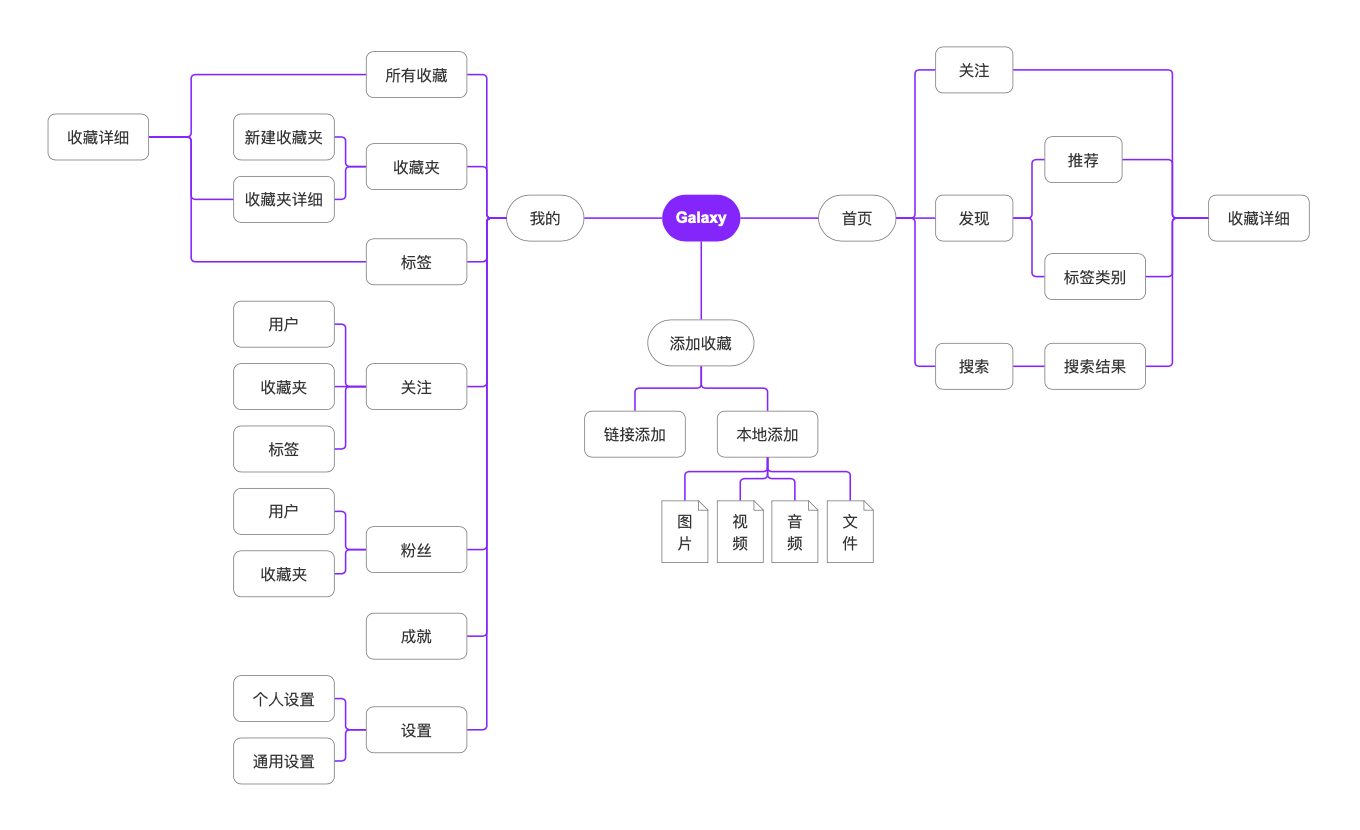 所有收藏
收藏详细
新建收藏夹
收藏夹
收藏夹详细
标签
用户
收藏夹
关注
标签
用户
粉丝
收藏夹
成就
个人设置
设置
通用设置
我的
Galaxy
首页
添加收藏
链接添加
本地添加
图
片
视
频
音
频
文
件
关注
推荐
发现
标签类别
搜索
搜索结果
收藏详细